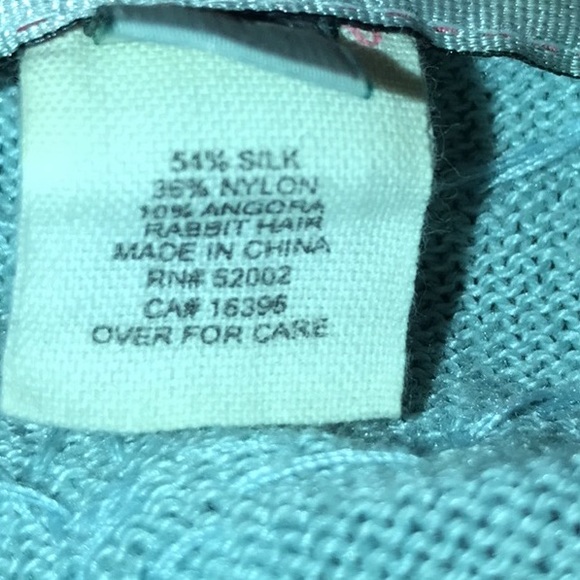 54% SILK
36% NYLON
10% ANGORA
RABBIT HAIR
MADE IN CHINA
RN# 52002
CA# 16396
OVER FOR CARE